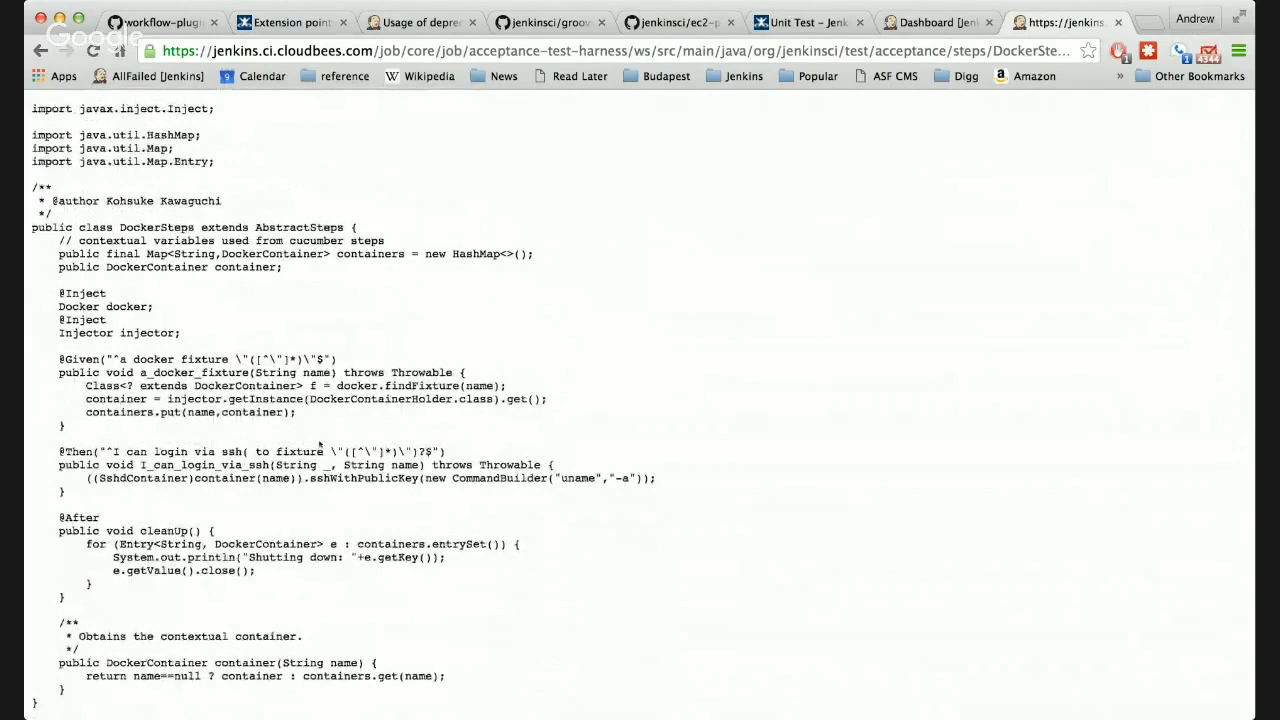 workflow-plugi
Extension point
Usage of depre
jenkinsci/groov
jenkinsci/ec2-p
Unit Test - Jenk
Dashboard [Jen
https://jenkins.
Andrew
Google
https://jenkins.ci.cloudbees.com/job/core/job/acceptance-test-harness/ws/src/main/java/org/jenkinsci/test/acceptance/steps/DockerSte...
1
1
4344
Apps
AllFailed [Jenkins]
9 Calendar
reference
W Wikipedia
News
Read Later
Budapest
Jenkins
Popular
ASF CMS
Digg
a Amazon
»
Other Bookmarks
import javax.inject.Inject;
import java.util.HashMap;
import java.util.Map;
import java.util.Map.Entry;
/**
* @author Kohsuke Kawaguchi
*/
public class DockerSteps extends AbstractSteps {
// contextual variables used from cucumber steps
public final Map<String,DockerContainer> containers = new HashMap<>();
public DockerContainer container;
@Inject
Docker docker;
@Inject
Injector injector;
@Given("^a docker fixture \"([^\"]*)\"$")
public void a_docker_fixture(String name) throws Throwable {
Class<? extends DockerContainer> f = docker.findFixture(name);
container = injector.getInstance(DockerContainerHolder.class).get();
containers.put(name,container);
}
@Then("^I can login via ssh( to fixture \"([^\"]*)\")?$")
public void I_can_login_via_ssh(String _, String name) throws Throwable {
((SshdContainer)container(name)).sshWithPublicKey(new CommandBuilder("uname","-a"));
}
@After
public void cleanUp() {
for (Entry<String, DockerContainer> e : containers.entrySet()) {
System.out.println("Shutting down: "+e.getKey());
e.getValue().close();
}
}
/**
* Obtains the contextual container.
*/
public DockerContainer container(String name) {
return name==null ? container : containers.get(name);
}
}